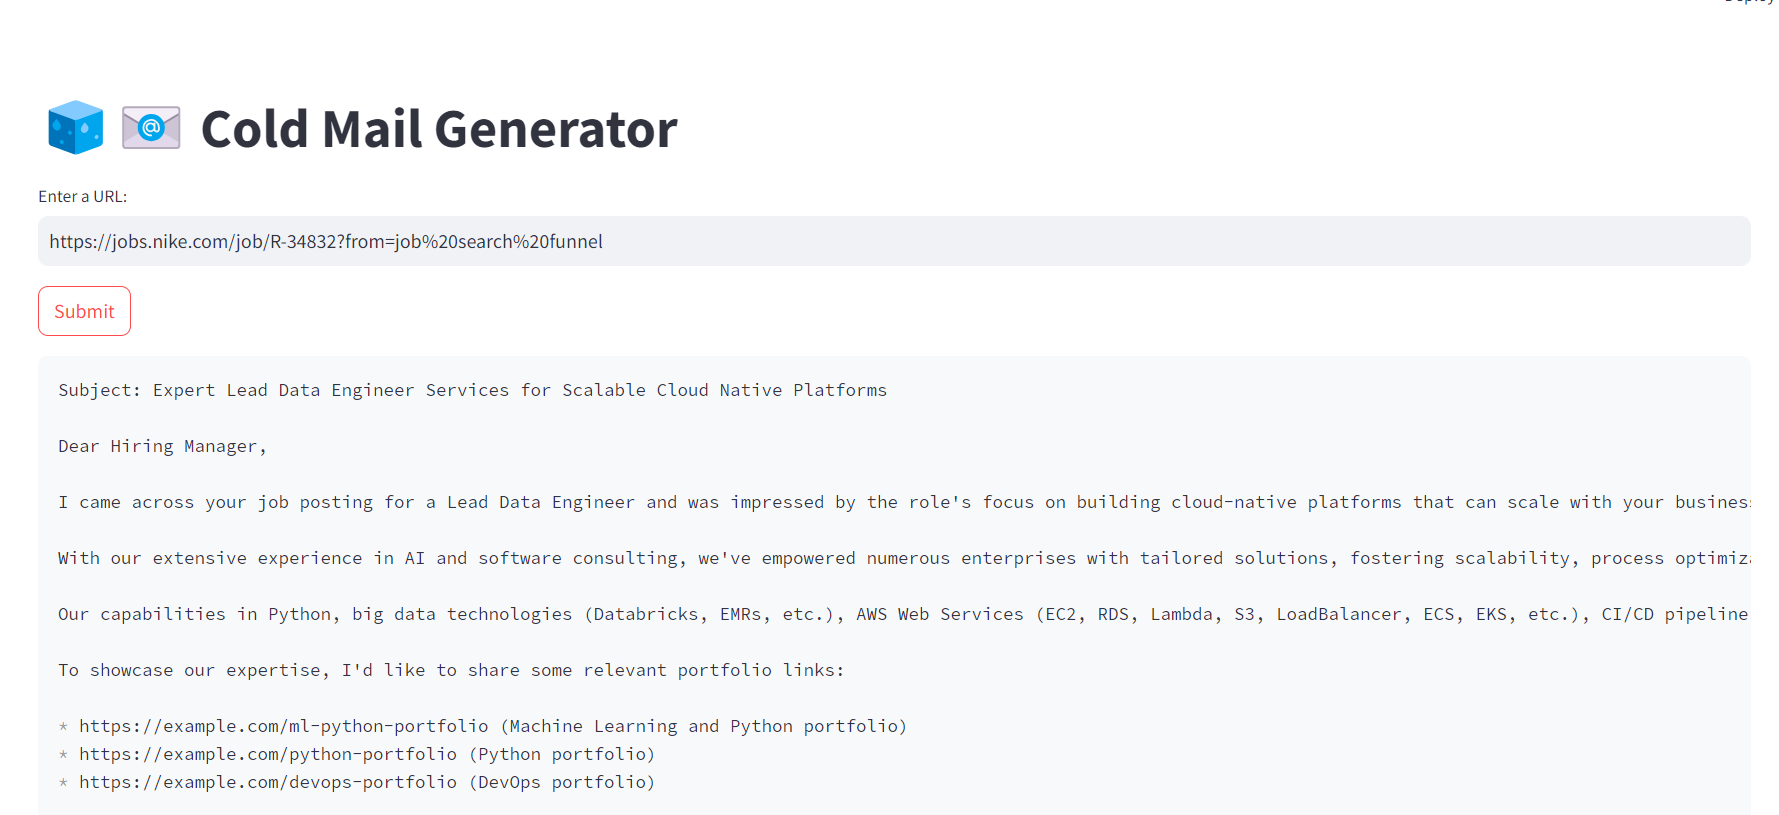 Cold Mail Generator
Enter a URL:
https://jobs.nike.com/job/R-34832?from=job%20search%20funnel
Submit
Subject: Expert Lead Data Engineer Services for Scalable Cloud Native Platforms
Dear Hiring Manager,
I came across your job posting for a Lead Data Engineer and was impressed by the role's focus on building cloud-native platforms that can scale with your
With our extensive experience in AI and software consulting, we've empowered numerous enterprises with tailored solutions, fostering scalability, process
Our capabilities in Python, big data technologies (Databricks, EMRs, etc.), AWS Web Services (EC2, RDS, Lambda, S3, LoadBalancer, ECS, EKS, etc.), CI/CD pipeline
To showcase our expertise, I'd like to share some relevant portfolio links:
* https://example.com/ml-python-portfolio (Machine Learning and Python portfolio)
* https://example.com/python-portfolio (Python portfolio)
* https://example.com/devops-portfolio (DevOps portfolio)